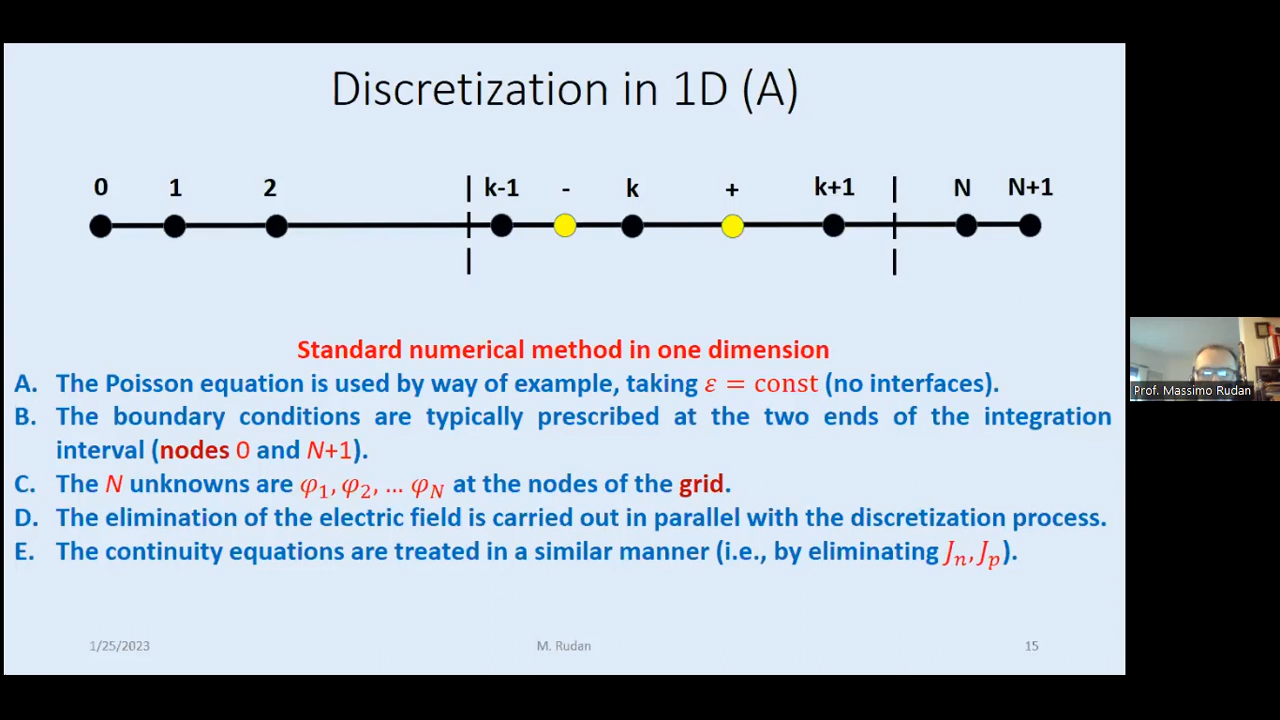 Discretization in 1D (A)
0 1 2 | k-1 - k + k+1 | N N+1
Standard numerical method in one dimension
A. The Poisson equation is used by way of example, taking ε = const (no interfaces).
B. The boundary conditions are typically prescribed at the two ends of the integration
interval (nodes 0 and N+1).
C. The N unknowns are φ₁, φ₂, … φ_N at the nodes of the grid.
D. The elimination of the electric field is carried out in parallel with the discretization process.
E. The continuity equations are treated in a similar manner (i.e., by eliminating Jₙ, Jₚ).
Prof. Massimo Rudan
1/25/2023 M. Rudan 15